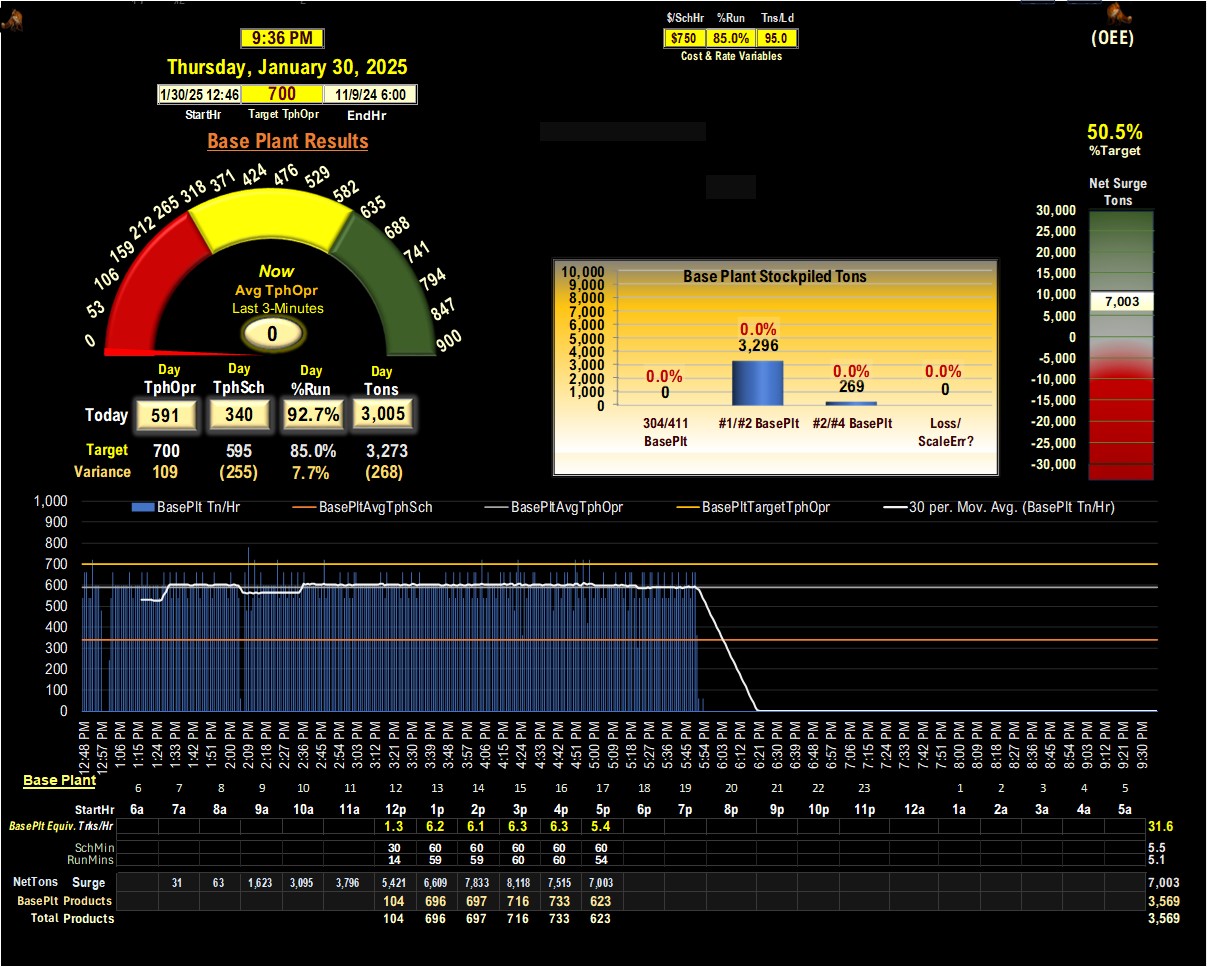 $/SchHr %Run Tns/Ld
9:36 PM
$750 85.0% 95.0
(OEE)
Cost & Rate Variables
Thursday, January 30, 2025
1/30/25 12:46 700 11/9/24 6:00
StartHr Target TphOpr EndHr
Base Plant Results
50.5%
%Target
Net Surge
Tons
30,000
25,000
20,000
15,000
10,000
7,003
5,000
0
-5,000
-10,000
-15,000
-20,000
-25,000
-30,000
0 53 106 159 212 265 318 371 424 476 529 582 635 688 741 794 847 900
Now
Avg TphOpr
Last 3-Minutes
0
Day Day Day Day
TphOpr TphSch %Run Tons
Today 591 340 92.7% 3,005
Target 700 595 85.0% 3,273
Variance 109 (255) 7.7% (268)
Base Plant Stockpiled Tons
10,000
9,000
8,000
7,000
6,000
5,000
4,000
3,000
2,000
1,000
0
0.0% 0.0% 0.0% 0.0%
0 3,296 269 0
304/411 BasePlt #1/#2 BasePlt #2/#4 BasePlt Loss/ ScaleErr?
BasePlt Tn/Hr BasePltAvgTphSch BasePltAvgTphOpr BasePltTargetTphOpr 30 per. Mov. Avg. (BasePlt Tn/Hr)
1,000
900
800
700
600
500
400
300
200
100
0
12:48 PM 12:57 PM 1:06 PM 1:15 PM 1:24 PM 1:33 PM 1:42 PM 1:51 PM 2:00 PM 2:09 PM 2:18 PM 2:27 PM 2:36 PM 2:45 PM 2:54 PM 3:03 PM 3:12 PM 3:21 PM 3:30 PM 3:39 PM 3:48 PM 3:57 PM 4:06 PM 4:15 PM 4:24 PM 4:33 PM 4:42 PM 4:51 PM 5:00 PM 5:09 PM 5:18 PM 5:27 PM 5:36 PM 5:45 PM 5:54 PM 6:03 PM 6:12 PM 6:21 PM 6:30 PM 6:39 PM 6:48 PM 6:57 PM 7:06 PM 7:15 PM 7:24 PM 7:33 PM 7:42 PM 7:51 PM 8:00 PM 8:09 PM 8:18 PM 8:27 PM 8:36 PM 8:45 PM 8:54 PM 9:03 PM 9:12 PM 9:21 PM 9:30 PM
Base Plant
6 7 8 9 10 11 12 13 14 15 16 17 18 19 20 21 22 23 1 2 3 4 5
StartHr 6a 7a 8a 9a 10a 11a 12p 1p 2p 3p 4p 5p 6p 7p 8p 9p 10p 11p 12a 1a 2a 3a 4a 5a
BasePlt Equiv. Trks/Hr 1.3 6.2 6.1 6.3 6.3 5.4 31.6
SchMin 30 60 60 60 60 60 5.5
RunMins 14 59 59 60 60 54 5.1
NetTons Surge 31 63 1,623 3,095 3,796 5,421 6,609 7,833 8,118 7,515 7,003 7,003
BasePlt Products 104 696 697 716 733 623 3,569
Total Products 104 696 697 716 733 623 3,569